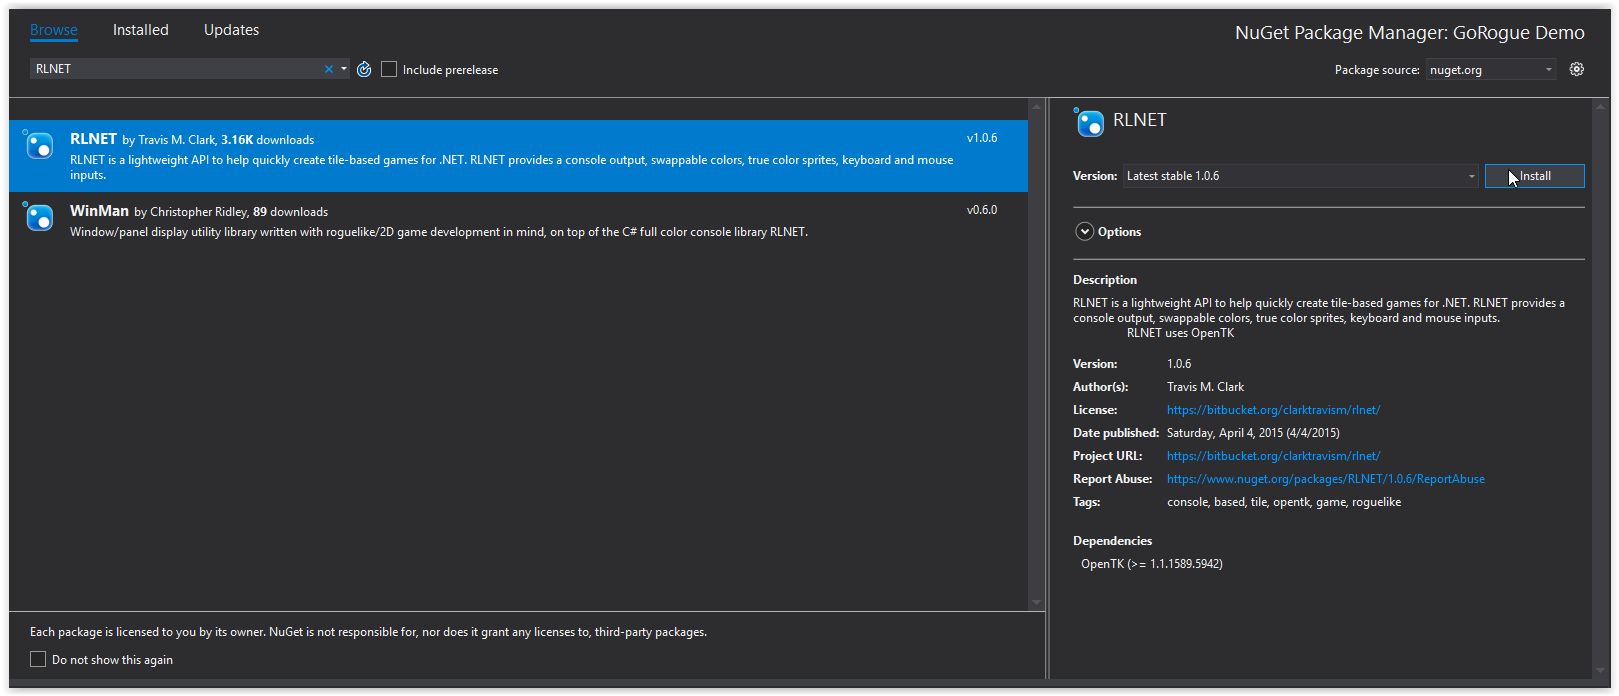 Browse Installed Updates NuGet Package Manager: GoRogue Demo
RLNET Include prerelease Package source: nuget.org
RLNET by Travis M. Clark, 3.16K downloads v1.0.6
RLNET is a lightweight API to help quickly create tile-based games for .NET. RLNET provides a console output, swappable colors, true color sprites, keyboard and mouse
inputs.
WinMan by Christopher Ridley, 89 downloads v0.6.0
Window/panel display utility library written with roguelike/2D game development in mind, on top of the C# full color console library RLNET.
Each package is licensed to you by its owner. NuGet is not responsible for, nor does it grant any licenses to, third-party packages.
Do not show this again
RLNET
Version: Latest stable 1.0.6 Install
Options
Description
RLNET is a lightweight API to help quickly create tile-based games for .NET. RLNET provides a
console output, swappable colors, true color sprites, keyboard and mouse inputs.
RLNET uses OpenTK
Version: 1.0.6
Author(s): Travis M. Clark
License: https://bitbucket.org/clarktravism/rlnet/
Date published: Saturday, April 4, 2015 (4/4/2015)
Project URL: https://bitbucket.org/clarktravism/rlnet/
Report Abuse: https://www.nuget.org/packages/RLNET/1.0.6/ReportAbuse
Tags: console, based, tile, opentk, game, roguelike
Dependencies
OpenTK (>= 1.1.1589.5942)